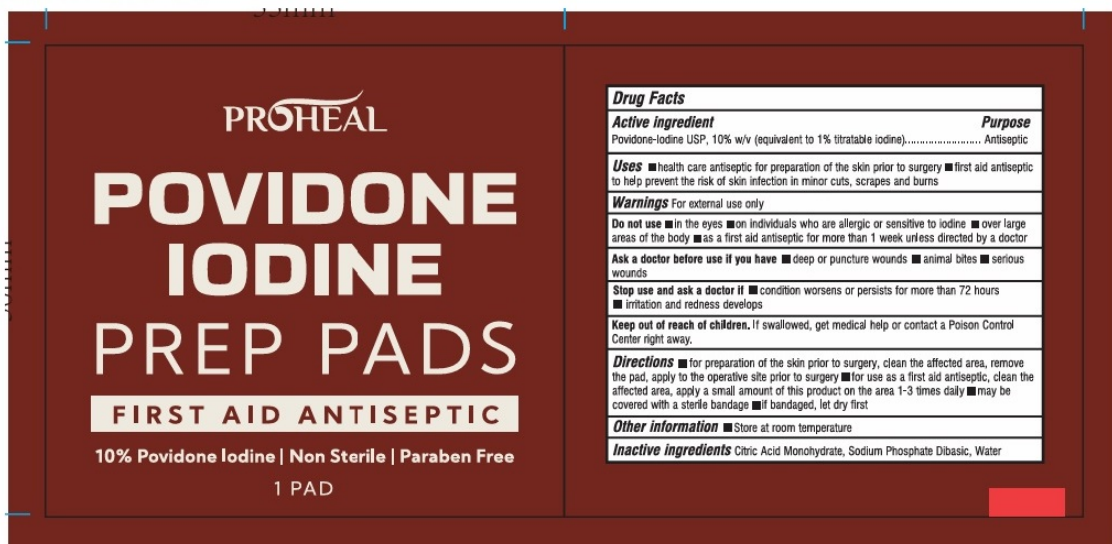 PROHEAL
POVIDONE
IODINE
PREP PADS
FIRST AID ANTISEPTIC
10% Povidone Iodine | Non Sterile | Paraben Free
1 PAD
Drug Facts
Active ingredient Purpose
Povidone-Iodine USP, 10% w/v (equivalent to 1% titratable iodine)......................... Antiseptic
Uses ■ health care antiseptic for preparation of the skin prior to surgery ■ first aid antiseptic
to help prevent the risk of skin infection in minor cuts, scrapes and burns
Warnings For external use only
Do not use ■ in the eyes ■ on individuals who are allergic or sensitive to iodine ■ over large
areas of the body ■ as a first aid antiseptic for more than 1 week unless directed by a doctor
Ask a doctor before use if you have ■ deep or puncture wounds ■ animal bites ■ serious
wounds
Stop use and ask a doctor if ■ condition worsens or persists for more than 72 hours
■ irritation and redness develops
Keep out of reach of children. If swallowed, get medical help or contact a Poison Control
Center right away.
Directions ■ for preparation of the skin prior to surgery, clean the affected area, remove
the pad, apply to the operative site prior to surgery ■ for use as a first aid antiseptic, clean the
affected area, apply a small amount of this product on the area 1-3 times daily ■ may be
covered with a sterile bandage ■ if bandaged, let dry first
Other information ■ Store at room temperature
Inactive ingredients Citric Acid Monohydrate, Sodium Phosphate Dibasic, Water